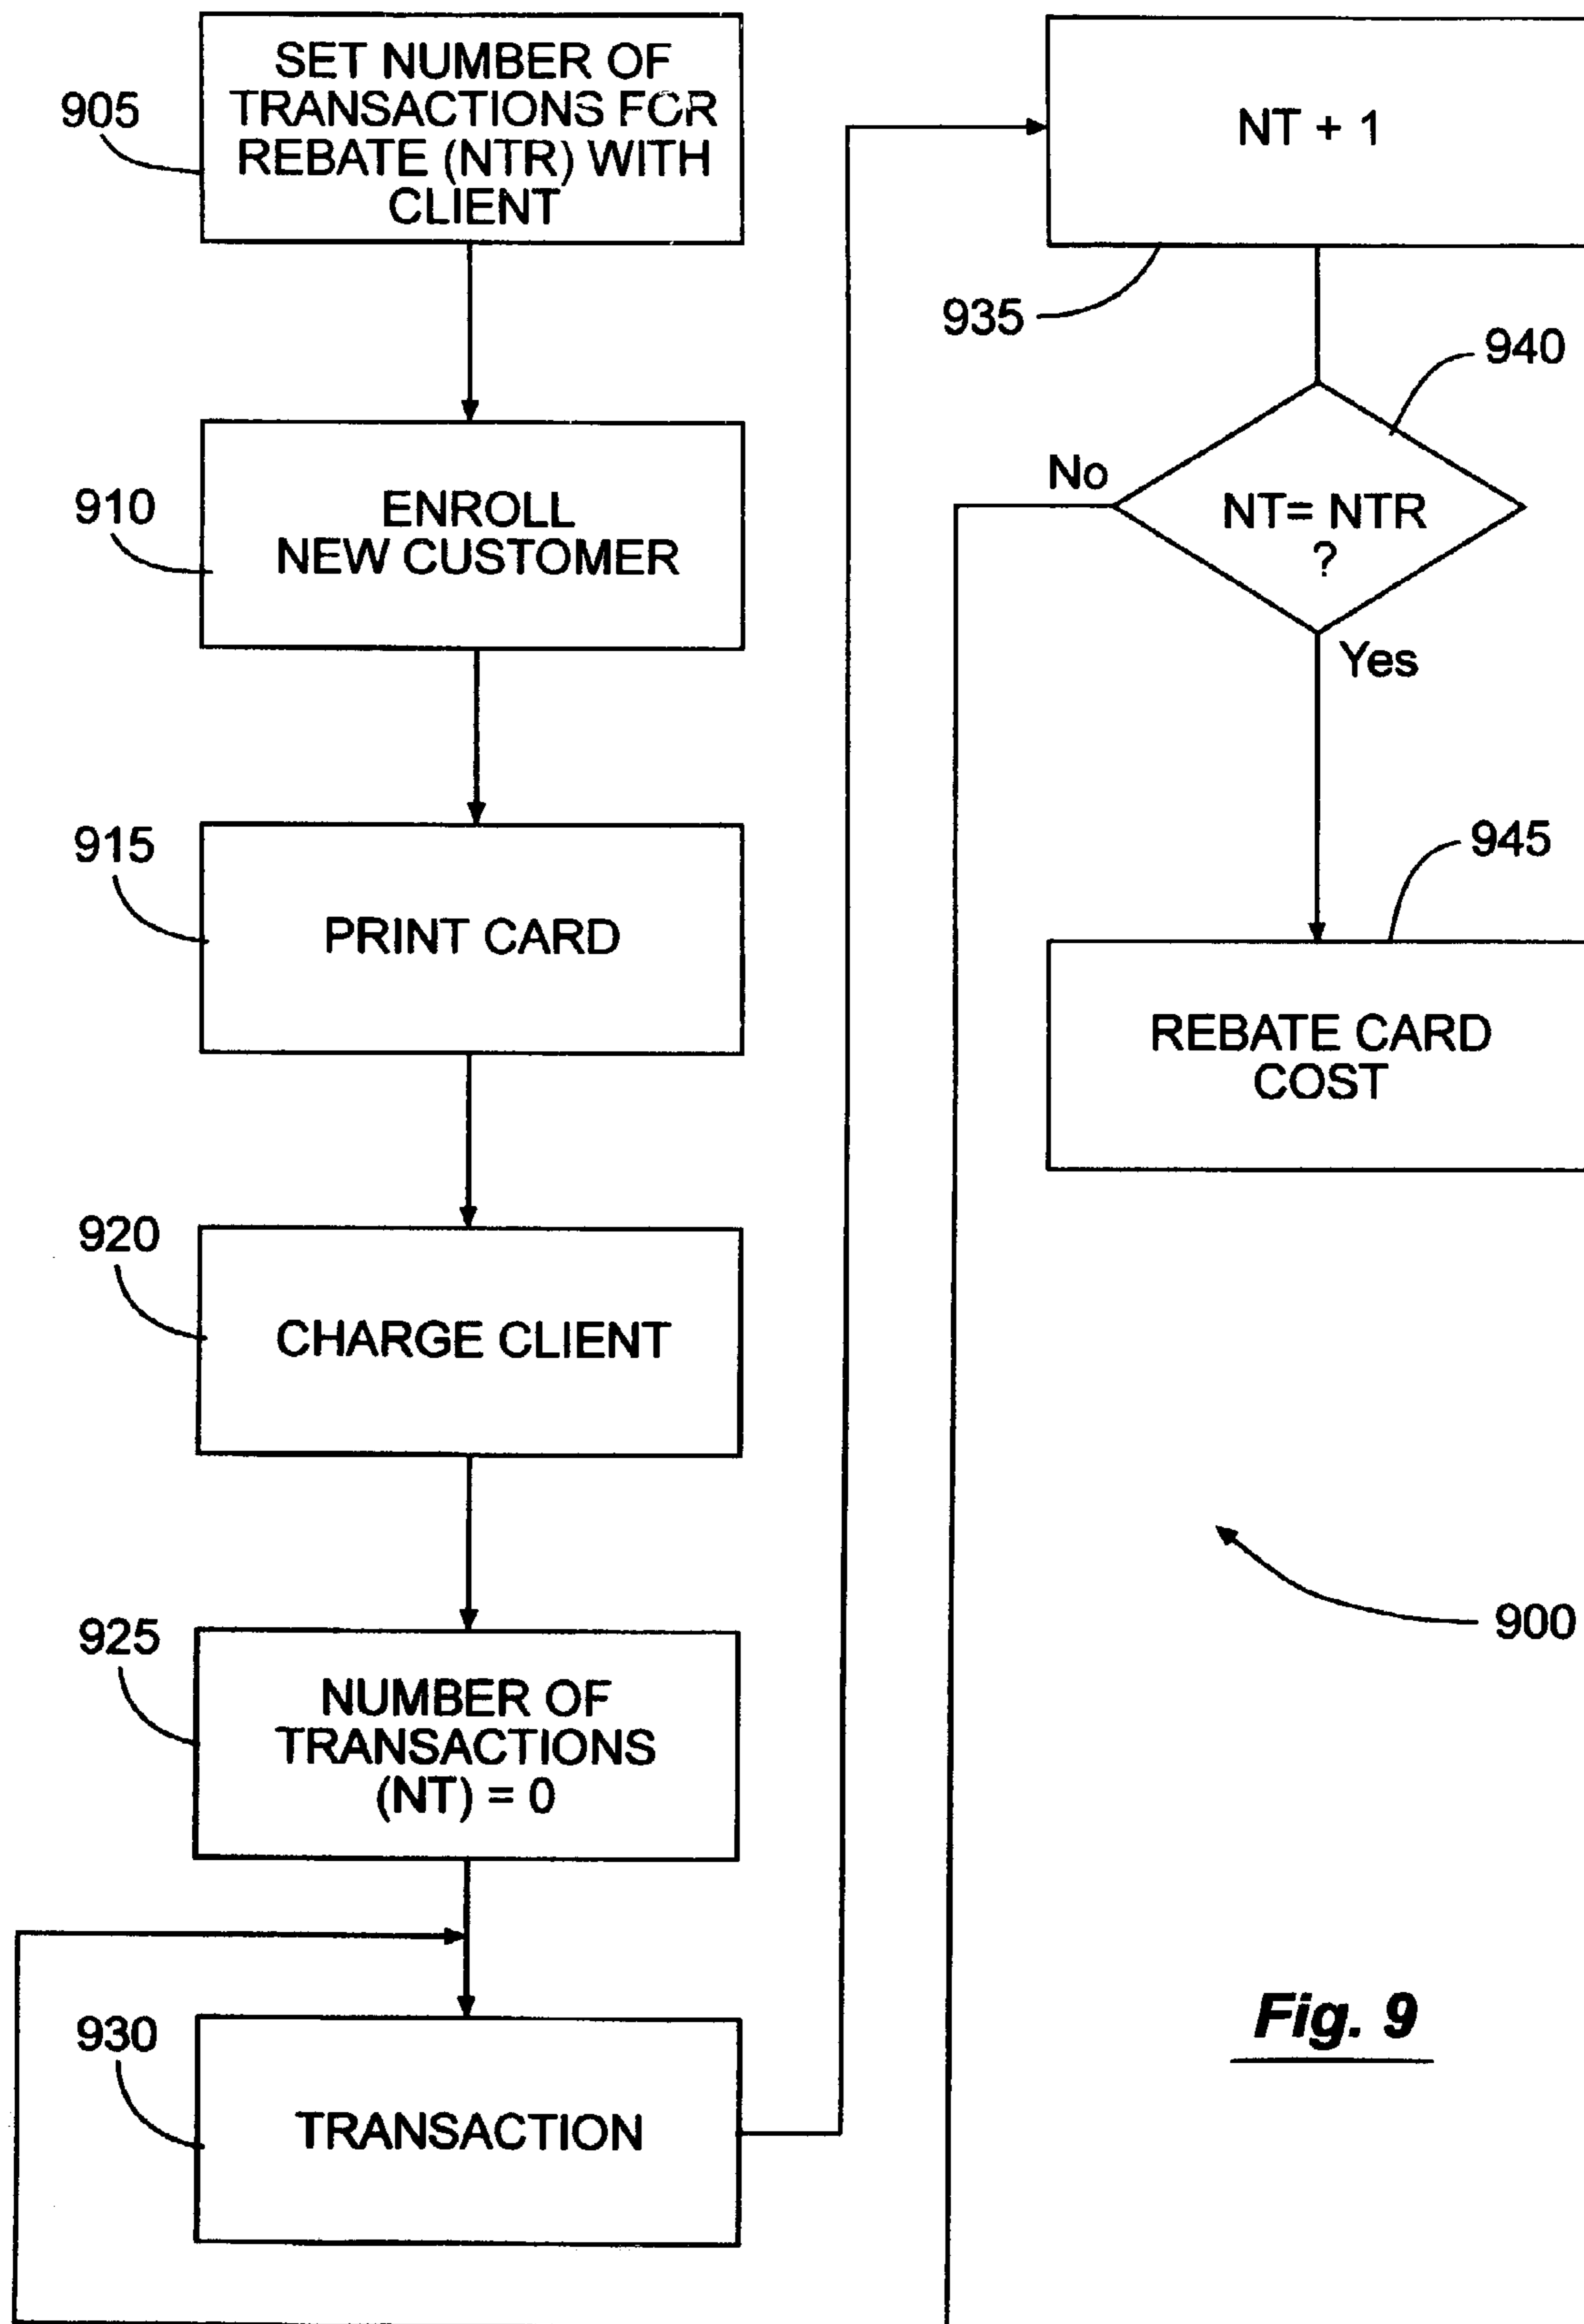 SET NUMBER OF
TRANSACTIONS FOR
REBATE (NTR) WITH
CLIENT
905
ENROLL
NEW CUSTOMER
910
PRINT CARD
915
CHARGE CLIENT
920
NUMBER OF
TRANSACTIONS
(NT) = 0
925
TRANSACTION
930
NT + 1
935
940
No
NT= NTR
?
Yes
945
REBATE CARD
COST
900
Fig. 9